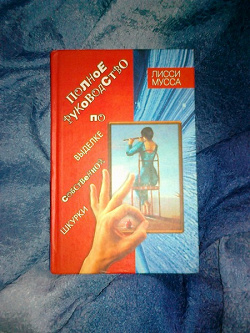 ЛИССИ
МУССА
ПОЛНОЕ
РУКОВОДСТВО
ПО
ВЫДЕЛКЕ
СОБСТВЕННОЙ
ШКУРКИ